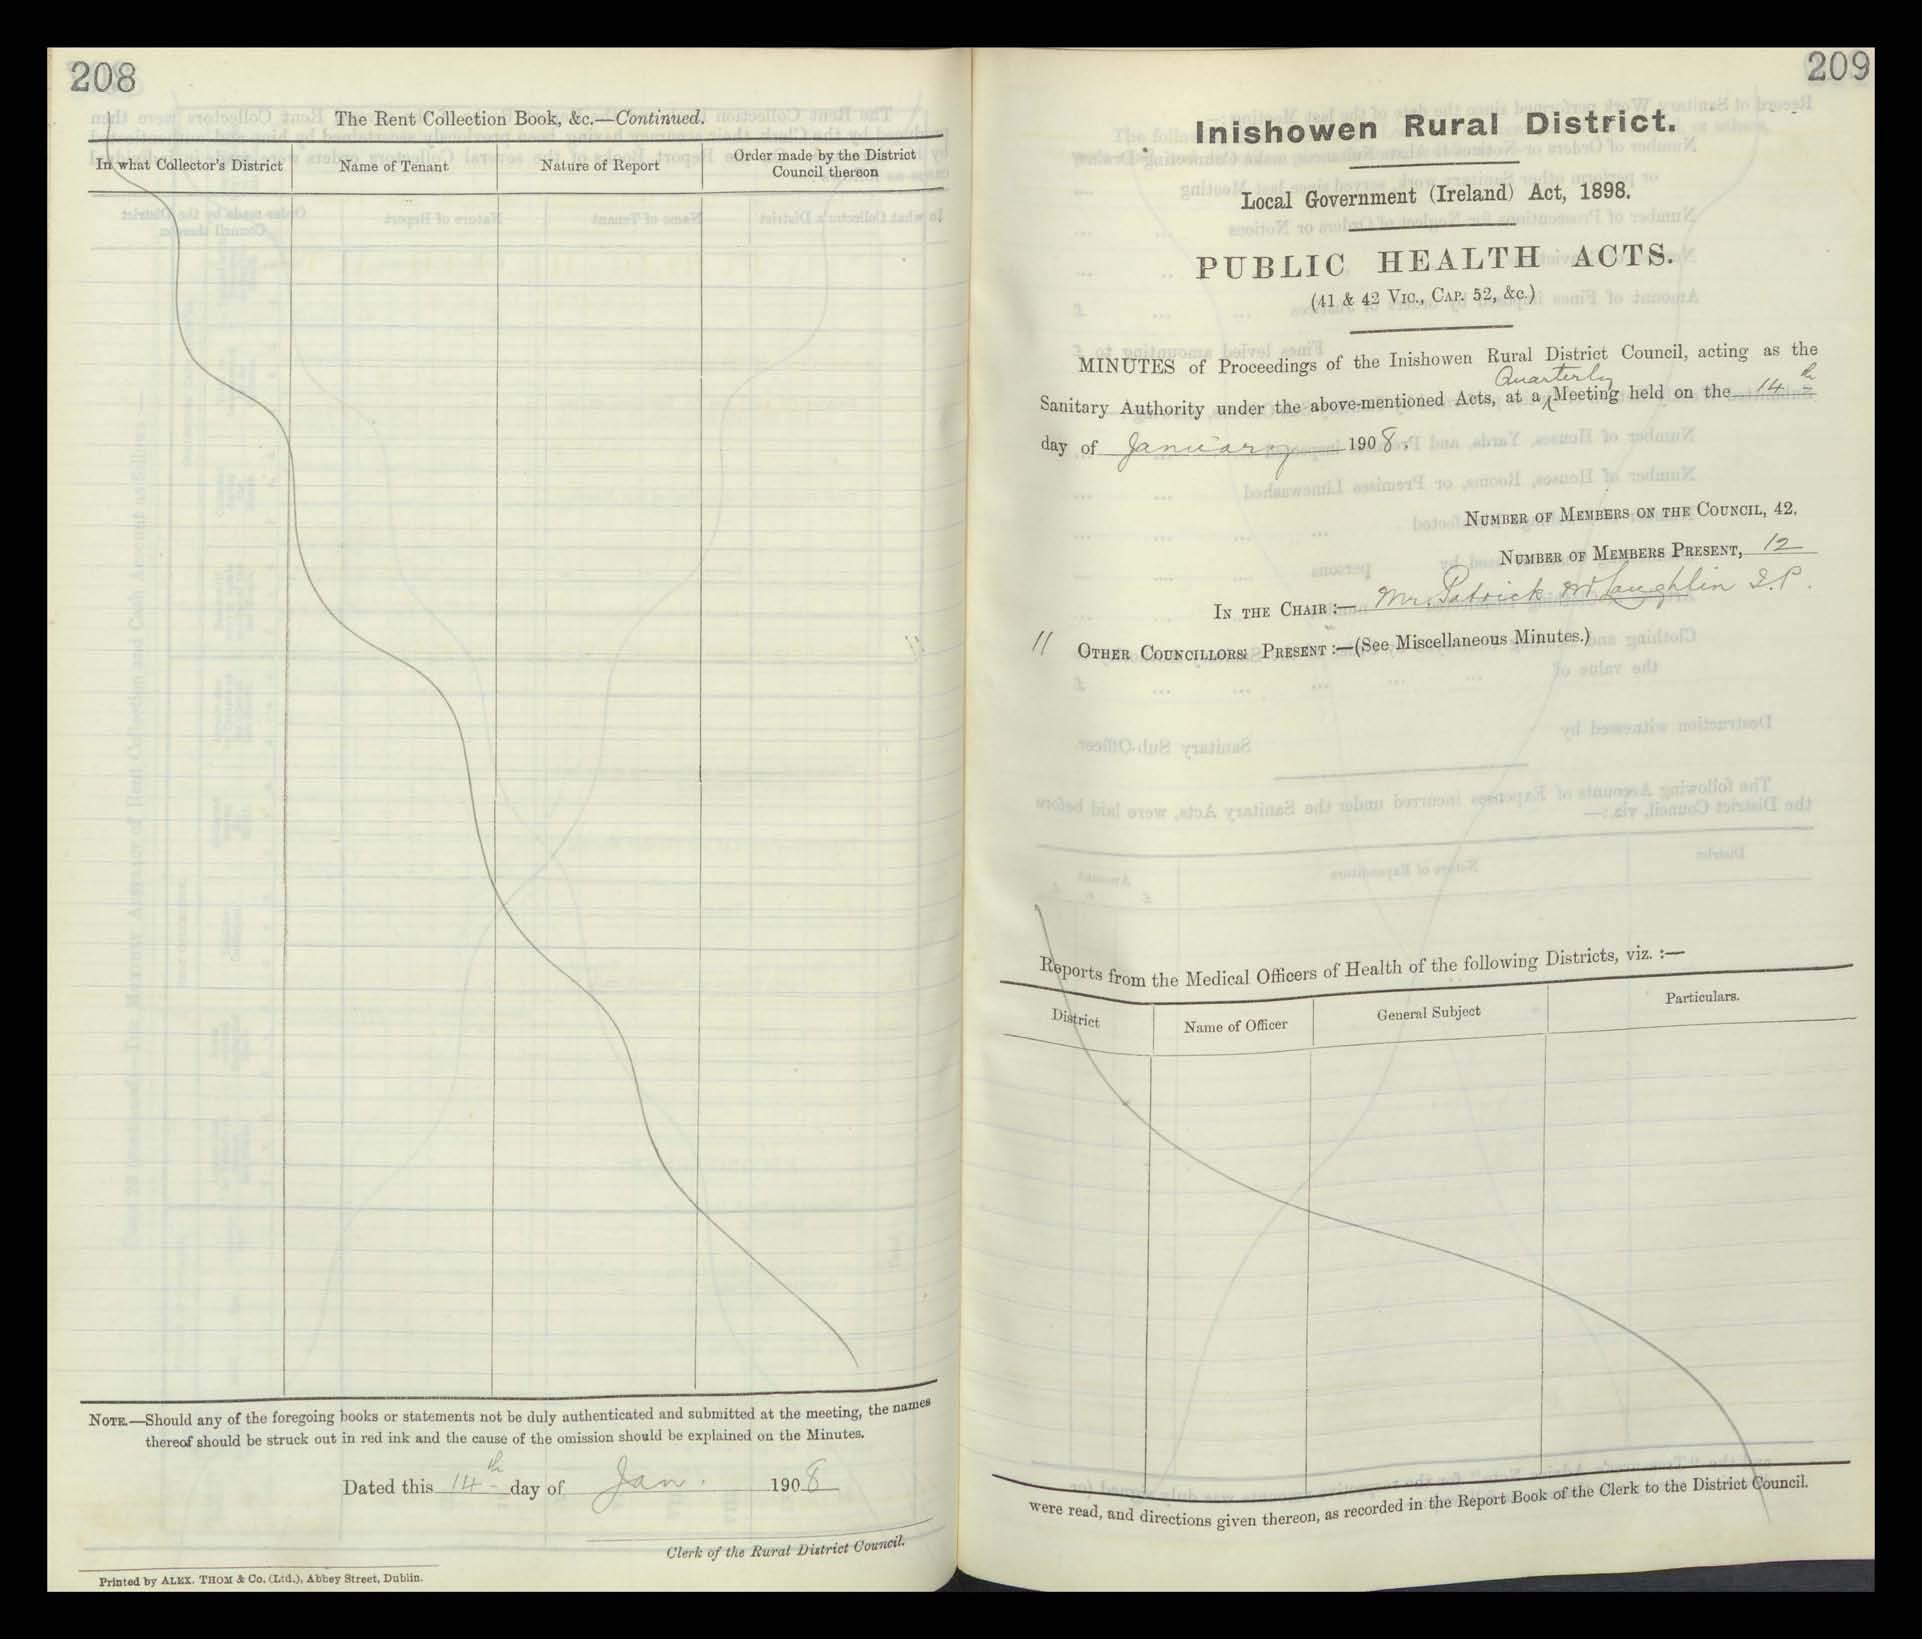 208
The Rent Collection Book, &c.—Continued.
In what Collector's District
Name of Tenant
Nature of Report
Order made by the District
Council thereon
NOTE.—Should any of the foregoing books or statements not be duly authenticated and submitted at the meeting, the names
thereof should be struck out in red ink and the cause of the omission should be explained on the Minutes.
Dated this 14th day of Jan. 1908
Clerk of the Rural District Council.
Printed by ALEX. THOM & Co. (Ltd.), Abbey Street, Dublin.
209
Inishowen Rural District.
Local Government (Ireland) Act, 1898.
PUBLIC HEALTH ACTS.
(41 & 42 VIC., CAP. 52, &c.)
MINUTES of Proceedings of the Inishowen Rural District Council, acting as the
Quarterly
Sanitary Authority under the above-mentioned Acts, at a Meeting held on the 14th
day of January 1908.
NUMBER OF MEMBERS ON THE COUNCIL, 42.
NUMBER OF MEMBERS PRESENT, 12
IN THE CHAIR :— Mr. Patrick McLaughlin J.P.
11 OTHER COUNCILLORS PRESENT :—(See Miscellaneous Minutes.)
Reports from the Medical Officers of Health of the following Districts, viz. :—
District
Name of Officer
General Subject
Particulars.
were read, and directions given thereon, as recorded in the Report Book of the Clerk to the District Council.